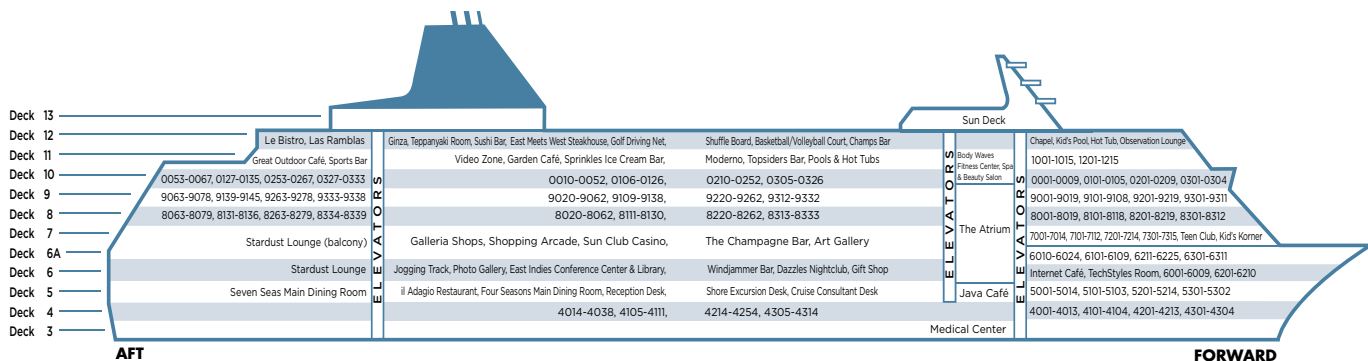 Deck 13
Sun Deck
Deck 12
Le Bistro, Las Ramblas
Ginza, Teppanyaki Room, Sushi Bar, East Meets West Steakhouse, Golf Driving Net,
Shuffle Board, Basketball/Volleyball Court, Champs Bar
Chapel, Kid's Pool, Hot Tub, Observation Lounge
Deck 11
Great Outdoor Café, Sports Bar
Video Zone, Garden Café, Sprinkles Ice Cream Bar,
Moderno, Topsiders Bar, Pools & Hot Tubs
Body Waves
Fitness Center, Spa
& Beauty Salon
1001-1015, 1201-1215
Deck 10
0053-0067, 0127-0135, 0253-0267, 0327-0333
0010-0052, 0106-0126,
0210-0252, 0305-0326
0001-0009, 0101-0105, 0201-0209, 0301-0304
Deck 9
9063-9078, 9139-9145, 9263-9278, 9333-9338
9020-9062, 9109-9138,
9220-9262, 9312-9332
9001-9019, 9101-9108, 9201-9219, 9301-9311
Deck 8
8063-8079, 8131-8136, 8263-8279, 8334-8339
8020-8062, 8111-8130,
8220-8262, 8313-8333
8001-8019, 8101-8118, 8201-8219, 8301-8312
Deck 7
Stardust Lounge (balcony)
Galleria Shops, Shopping Arcade, Sun Club Casino,
The Champagne Bar, Art Gallery
The Atrium
7001-7014, 7101-7112, 7201-7214, 7301-7315, Teen Club, Kid's Korner
Deck 6A
6010-6024, 6101-6109, 6211-6225, 6301-6311
Deck 6
Stardust Lounge
Jogging Track, Photo Gallery, East Indies Conference Center & Library,
Windjammer Bar, Dazzles Nightclub, Gift Shop
Internet Café, TechStyles Room, 6001-6009, 6201-6210
Deck 5
Seven Seas Main Dining Room
il Adagio Restaurant, Four Seasons Main Dining Room, Reception Desk,
Shore Excursion Desk, Cruise Consultant Desk
Java Café
5001-5014, 5101-5103, 5201-5214, 5301-5302
Deck 4
4014-4038, 4105-4111,
4214-4254, 4305-4314
4001-4013, 4101-4104, 4201-4213, 4301-4304
Deck 3
Medical Center
ELEVATORS
ELEVATORS
ELEVATORS
AFT
FORWARD